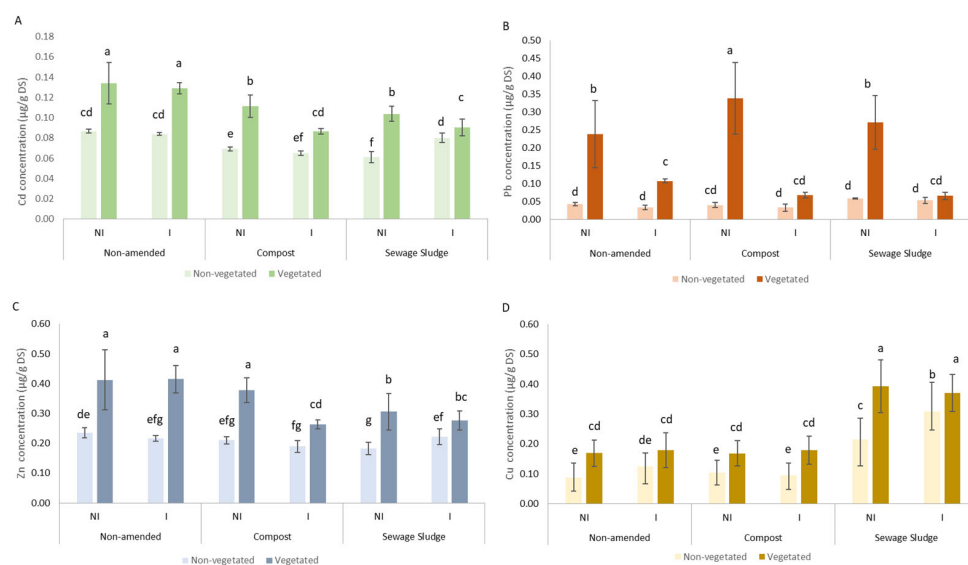 A
Cd concentration (µg/g DS)
0.18
0.16
0.14
0.12
0.10
0.08
0.06
0.04
0.02
0.00
cd a cd a e b ef cd f b d c
NI I NI I NI I
Non-amended Compost Sewage Sludge
Non-vegetated Vegetated
B
Pb concentration (µg/g DS)
0.50
0.45
0.40
0.35
0.30
0.25
0.20
0.15
0.10
0.05
0.00
d b d c cd a d cd d b d cd
NI I NI I NI I
Non-amended Compost Sewage Sludge
Non-vegetated Vegetated
C
Zn concentration (µg/g DS)
0.60
0.50
0.40
0.30
0.20
0.10
0.00
de a efg a efg a fg cd g b ef bc
NI I NI I NI I
Non-amended Compost Sewage Sludge
Non-vegetated Vegetated
D
Cu concentration (µg/g DS)
0.60
0.50
0.40
0.30
0.20
0.10
0.00
e cd de cd e cd e cd c a b a
NI I NI I NI I
Non-amended Compost Sewage Sludge
Non-vegetated Vegetated